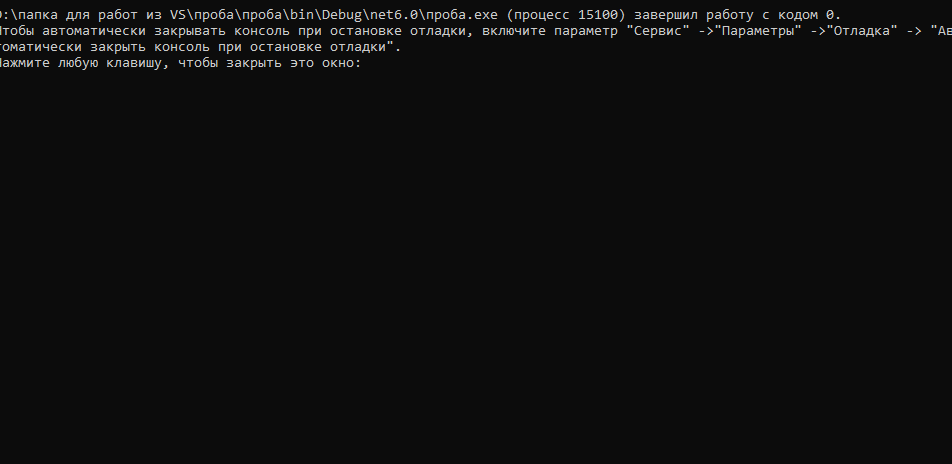 D:\папка для работ из VS\проба\проба\bin\Debug\net6.0\проба.exe (процесс 15100) завершил работу с кодом 0.
Чтобы автоматически закрывать консоль при остановке отладки, включите параметр "Сервис" ->"Параметры" ->"Отладка" -> "Ав
томатически закрыть консоль при остановке отладки".
Нажмите любую клавишу, чтобы закрыть это окно: